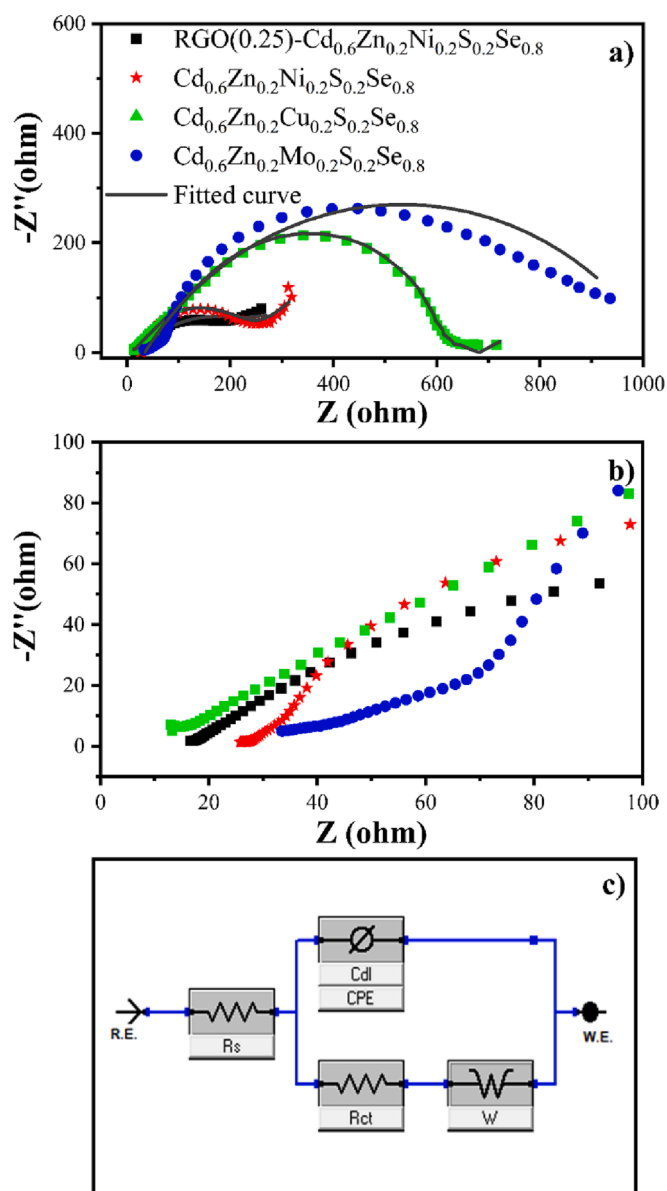 600
400
200
0
-Z''(ohm)
a)
RGO(0.25)-Cd0.6Zn0.2Ni0.2S0.2Se0.8
Cd0.6Zn0.2Ni0.2S0.2Se0.8
Cd0.6Zn0.2Cu0.2S0.2Se0.8
Cd0.6Zn0.2Mo0.2S0.2Se0.8
Fitted curve
0 200 400 600 800 1000
Z (ohm)
100
80
60
40
20
0
-Z''(ohm)
b)
0 20 40 60 80 100
Z (ohm)
c)
Cdl
CPE
R.E.
Rs
W.E.
Rct
W